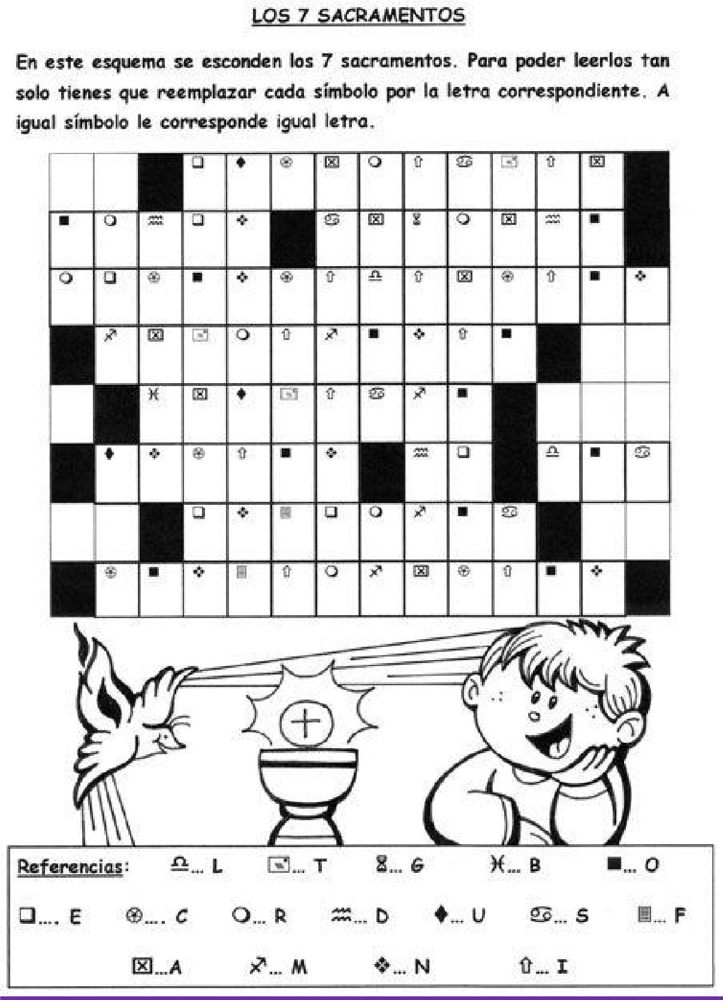 LOS 7 SACRAMENTOS
En este esquema se esconden los 7 sacramentos. Para poder leerlos tan
solo tienes que reemplazar cada símbolo por la letra correspondiente. A
igual símbolo le corresponde igual letra.
Referencias: ♎... L ... T ... G ♓... B ■... O
❑.... E .... C ❍... R ♒... D ⬧... U ♋... S ... F
⌧...A ♐... M ❖... N ⇧... I